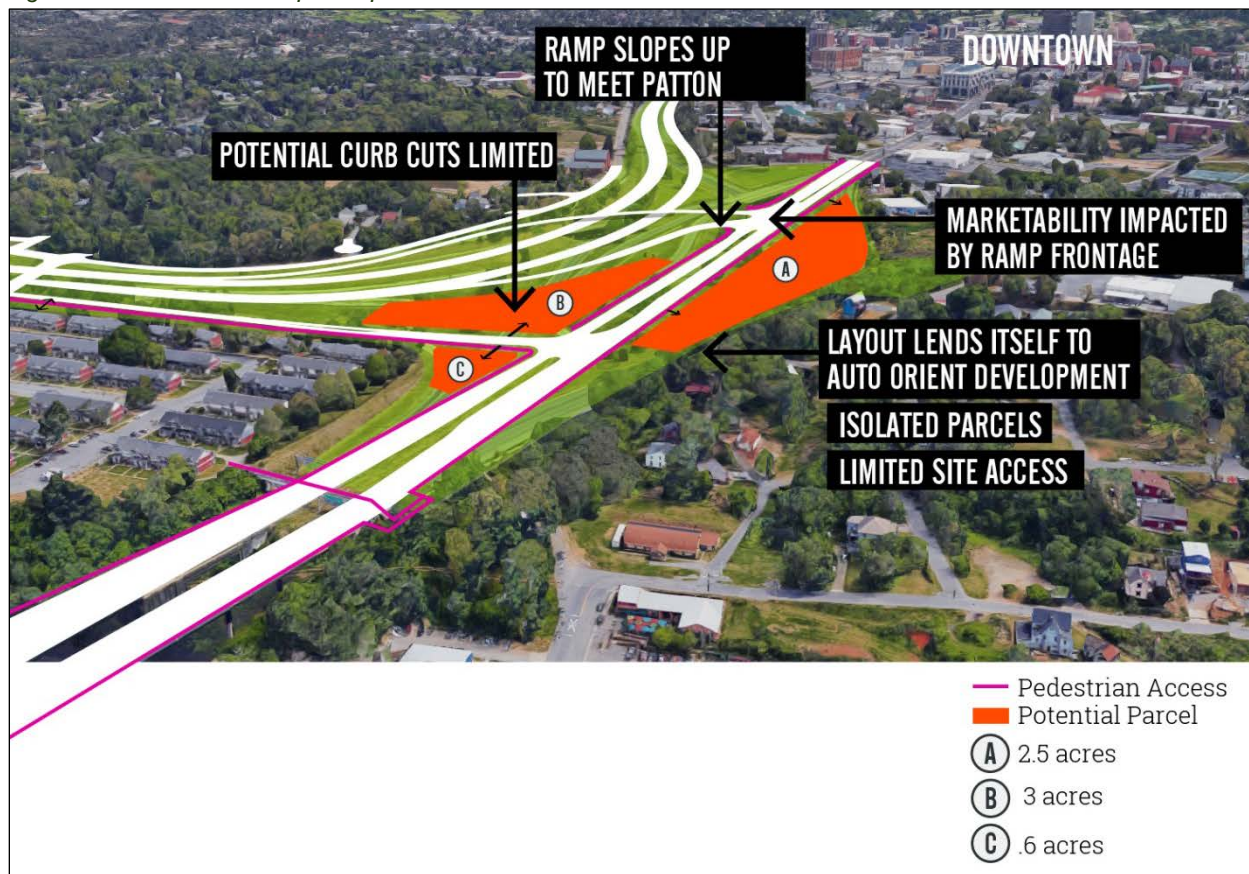 DOWNTOWN
RAMP SLOPES UP
TO MEET PATTON
POTENTIAL CURB CUTS LIMITED
MARKETABILITY IMPACTED
BY RAMP FRONTAGE
A
B
C
LAYOUT LENDS ITSELF TO
AUTO ORIENT DEVELOPMENT
ISOLATED PARCELS
LIMITED SITE ACCESS
Pedestrian Access
Potential Parcel
A 2.5 acres
B 3 acres
C .6 acres